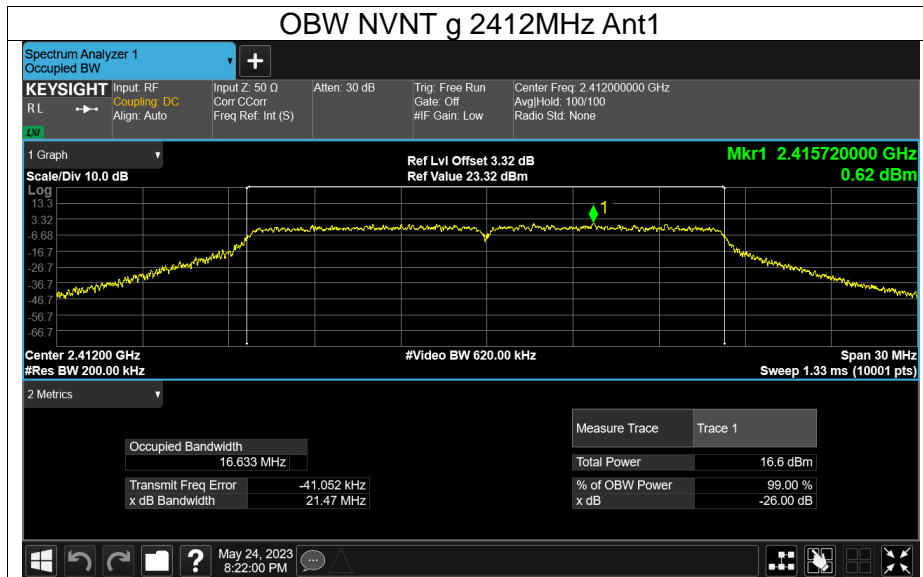 OBW NVNT g 2412MHz Ant1
Spectrum Analyzer 1
Occupied BW
+
KEYSIGHT
R L
LXI
Input: RF
Coupling: DC
Align: Auto
Input Z: 50 Ω
Corr CCorr
Freq Ref: Int (S)
Atten: 30 dB
Trig: Free Run
Gate: Off
#IF Gain: Low
Center Freq: 2.412000000 GHz
Avg|Hold: 100/100
Radio Std: None
1 Graph
Scale/Div 10.0 dB
Ref Lvl Offset 3.32 dB
Ref Value 23.32 dBm
Mkr1 2.415720000 GHz
0.62 dBm
Log
13.3
3.32
-6.68
-16.7
-26.7
-36.7
-46.7
-56.7
-66.7
1
Center 2.41200 GHz
#Res BW 200.00 kHz
#Video BW 620.00 kHz
Span 30 MHz
Sweep 1.33 ms (10001 pts)
2 Metrics
Occupied Bandwidth
16.633 MHz
Transmit Freq Error -41.052 kHz
x dB Bandwidth 21.47 MHz
Measure Trace Trace 1
Total Power 16.6 dBm
% of OBW Power 99.00 %
x dB -26.00 dB
?
May 24, 2023
8:22:00 PM